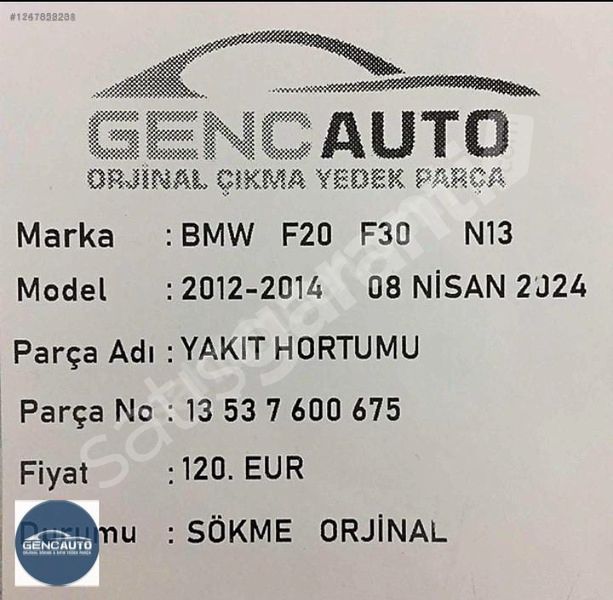 #1247859208
GENCAUTO
ORJİNAL ÇIKMA YEDEK PARÇA
Marka : BMW F20 F30 N13
Model : 2012-2014 08 NİSAN 2024
Parça Adı : YAKIT HORTUMU
Parça No : 13 53 7 600 675
Fiyat : 120. EUR
Durumu : SÖKME ORJİNAL
GENCAUTO
satışgaranti